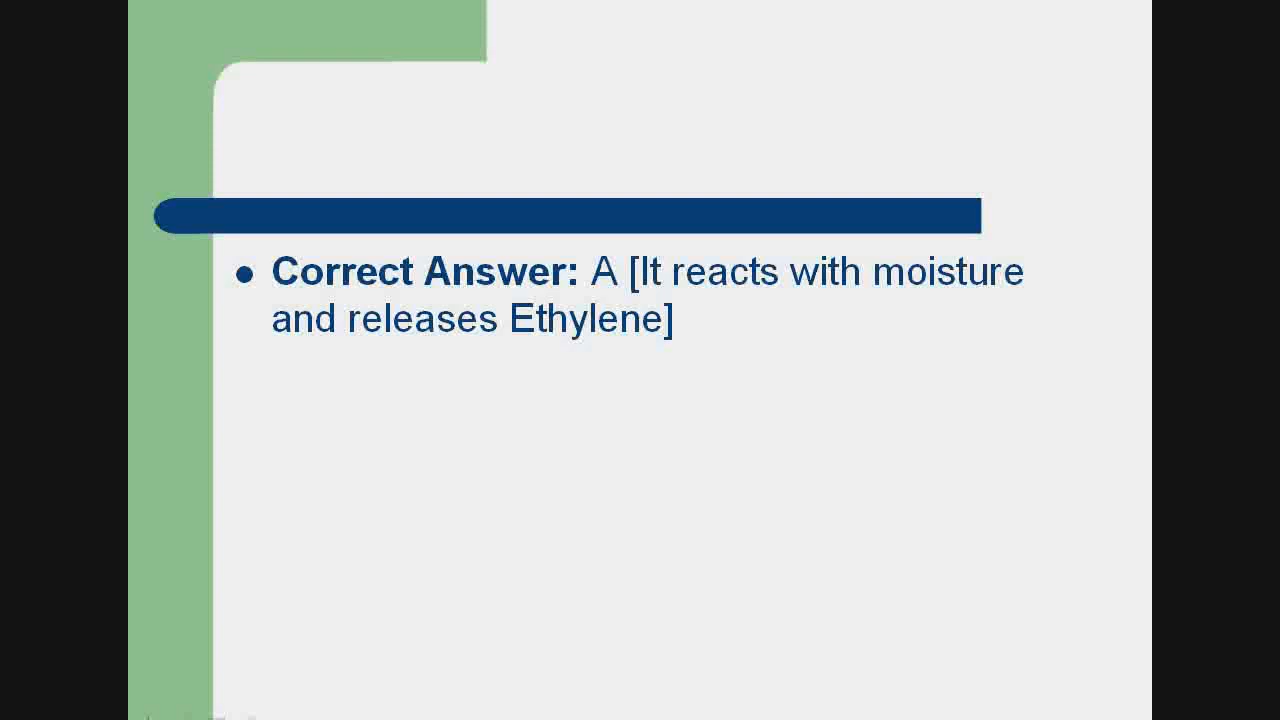 Correct Answer: A [It reacts with moisture
and releases Ethylene]